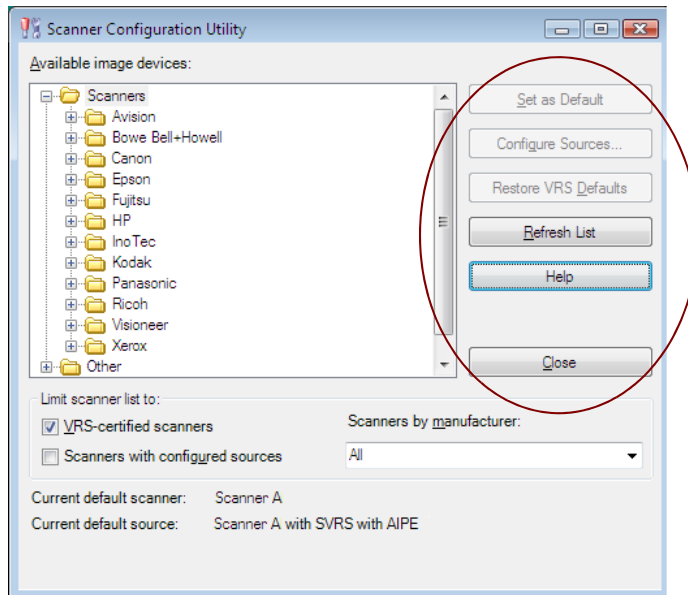 Scanner Configuration Utility
Available image devices:
Scanners
Avision
Bowe Bell+Howell
Canon
Epson
Fujitsu
HP
InoTec
Kodak
Panasonic
Ricoh
Visioneer
Xerox
Other
Set as Default
Configure Sources...
Restore VRS Defaults
Refresh List
Help
Close
Limit scanner list to:
VRS-certified scanners
Scanners with configured sources
Scanners by manufacturer:
All
Current default scanner: Scanner A
Current default source: Scanner A with SVRS with AIPE